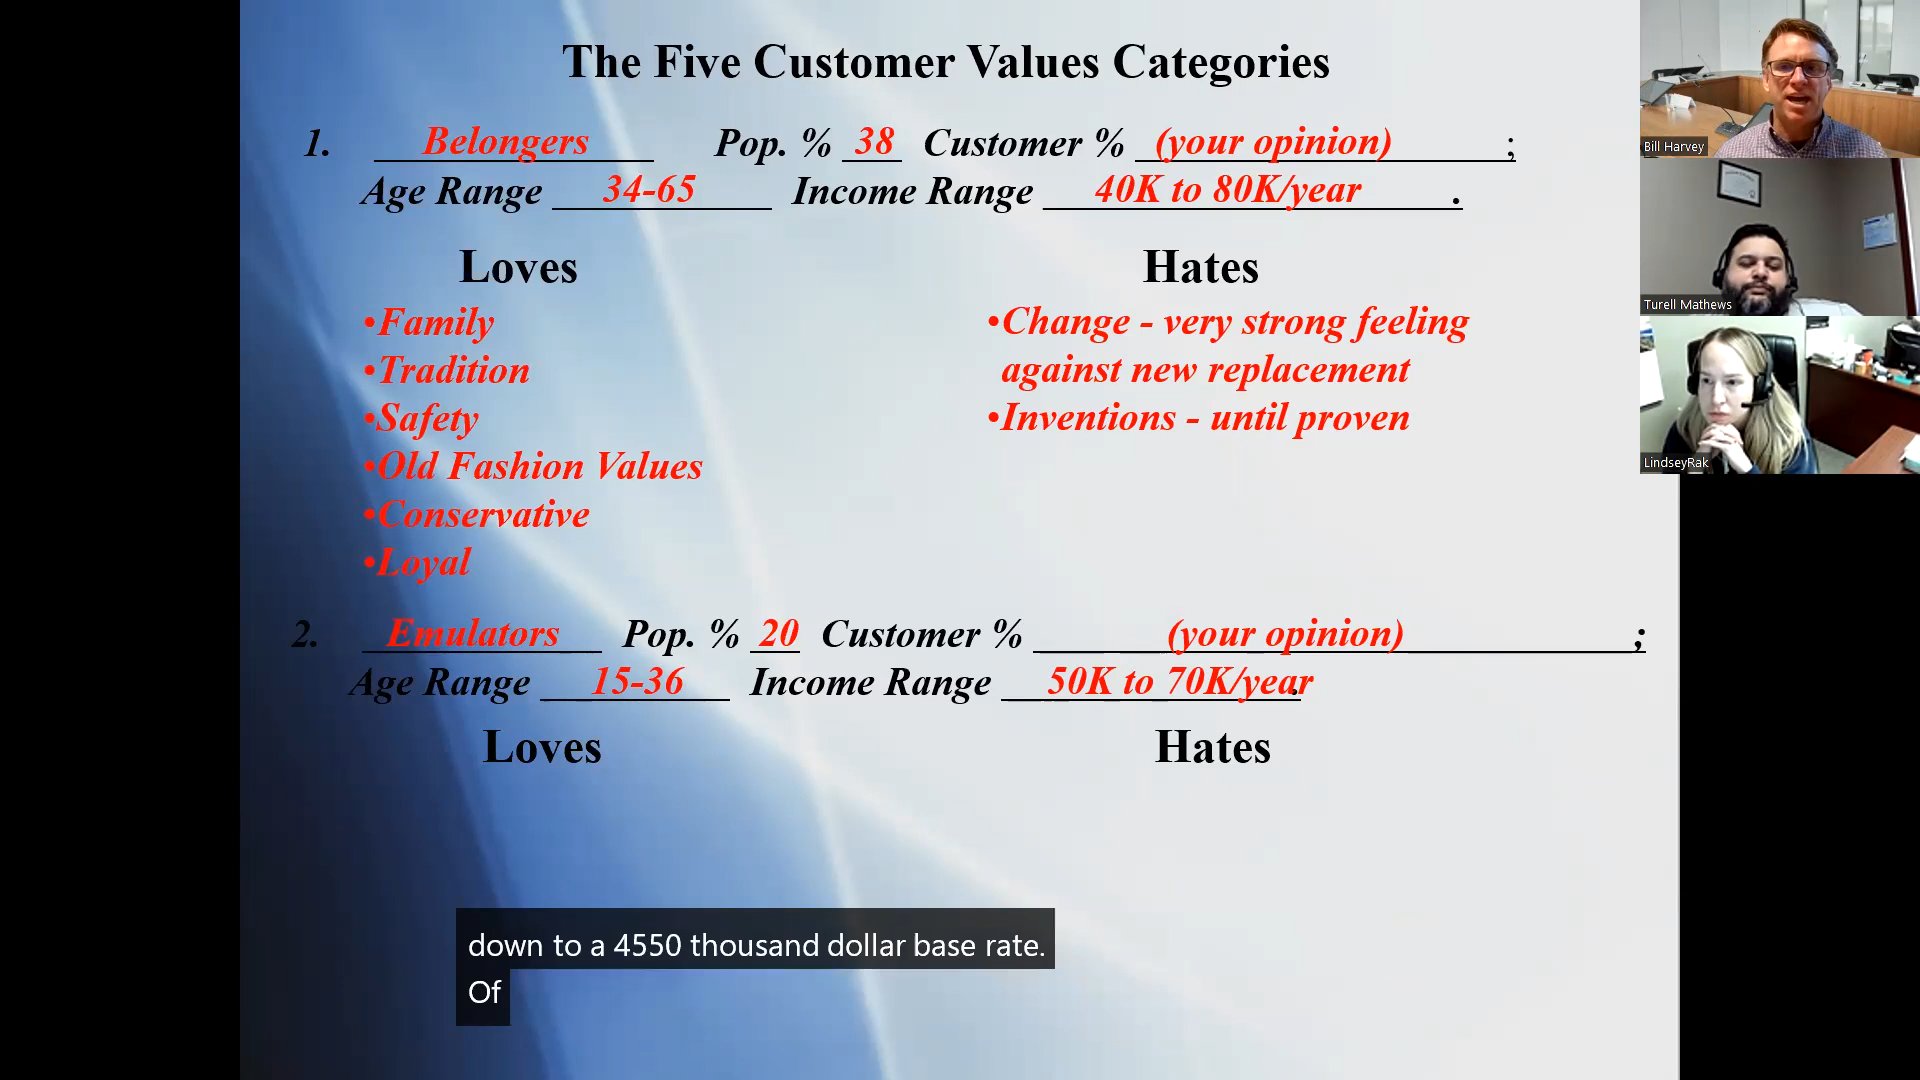 The Five Customer Values Categories
1. Belongers Pop. % 38 Customer % (your opinion) ;
Age Range 34-65 Income Range 40K to 80K/year .
Loves Hates
•Family
•Tradition
•Safety
•Old Fashion Values
•Conservative
•Loyal
•Change - very strong feeling
against new replacement
•Inventions - until proven
2. Emulators Pop. % 20 Customer % (your opinion) ;
Age Range 15-36 Income Range 50K to 70K/year .
Loves Hates
down to a 4550 thousand dollar base rate.
Of
Bill Harvey
Turell Mathews
LindseyRak